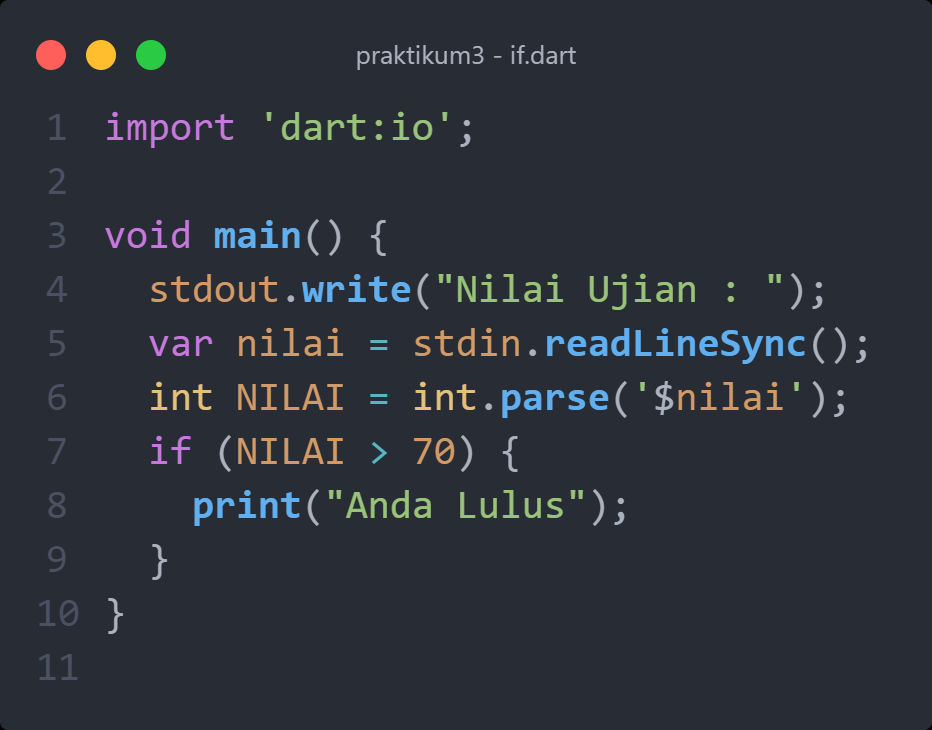 praktikum3 - if.dart
1 import 'dart:io';
2
3 void main() {
4   stdout.write("Nilai Ujian : ");
5   var nilai = stdin.readLineSync();
6   int NILAI = int.parse('$nilai');
7   if (NILAI > 70) {
8     print("Anda Lulus");
9   }
10 }
11